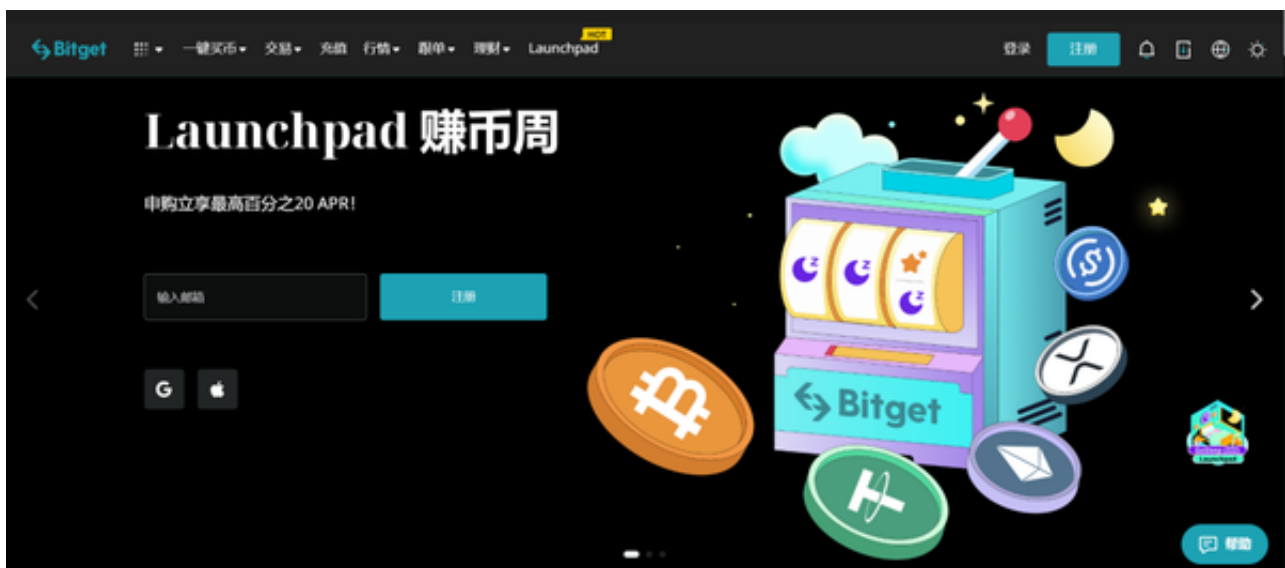 Bitget 一键买币 交易 充值 行情 跟单 理财 Launchpad HOT 登录 注册
Launchpad 赚币周
申购立享最高百分之20 APR!
输入邮箱 注册
G
Bitget
Launchpad
帮助